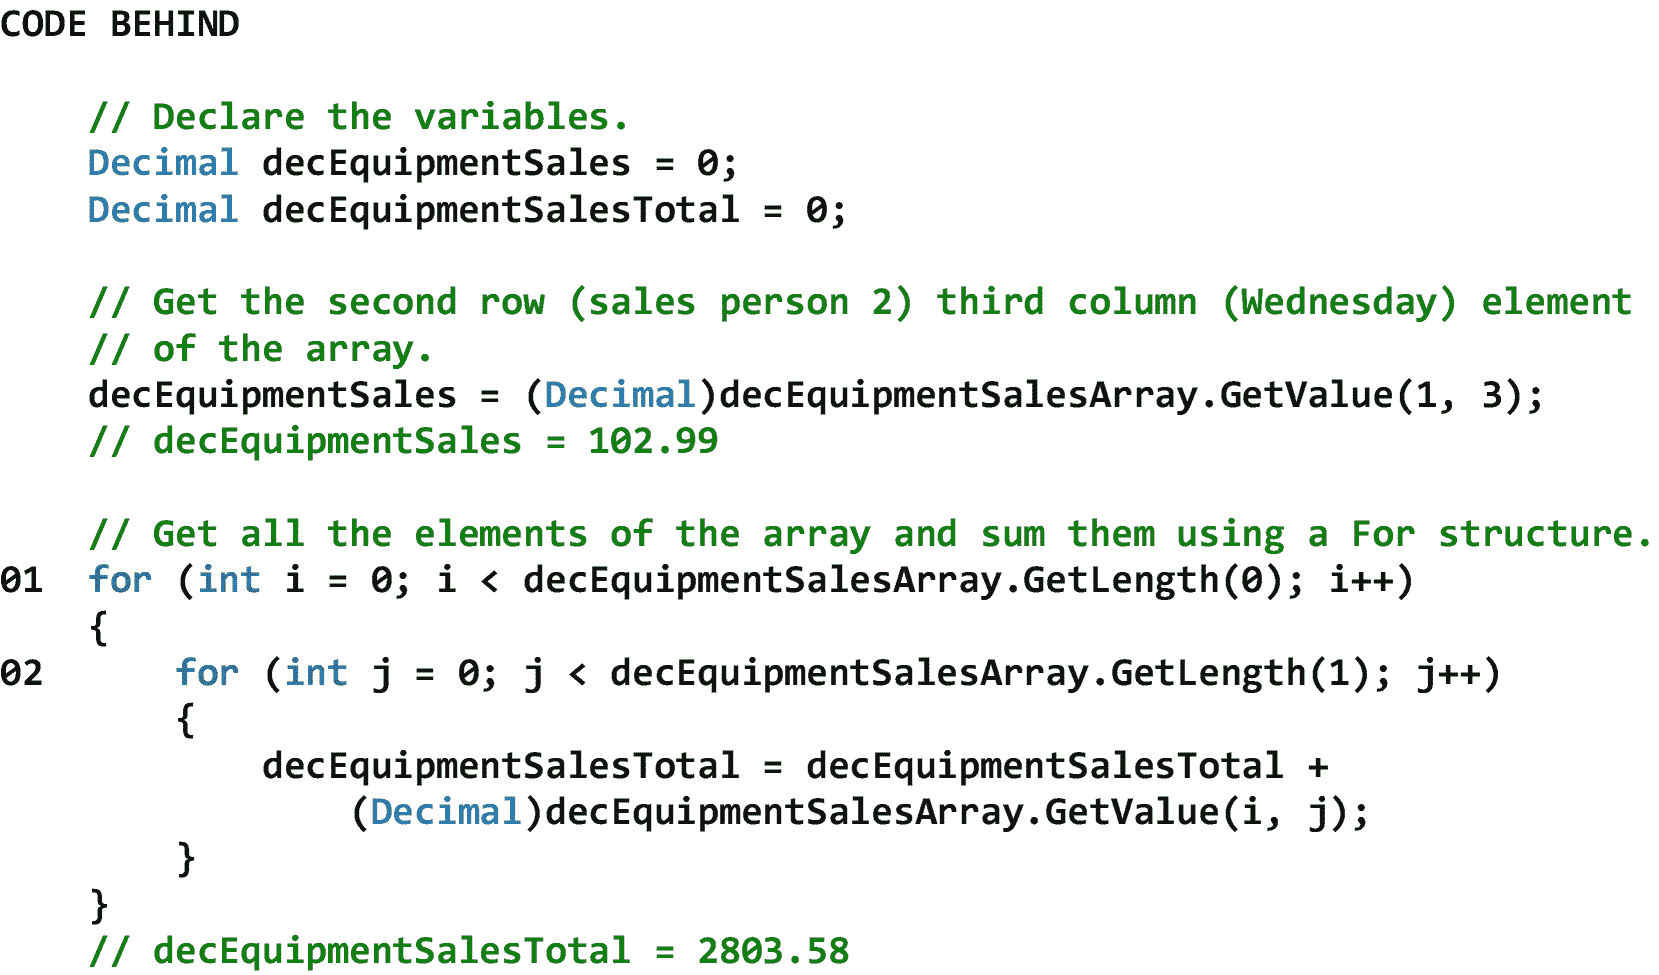 CODE BEHIND
// Declare the variables.
Decimal decEquipmentSales = 0;
Decimal decEquipmentSalesTotal = 0;
// Get the second row (sales person 2) third column (Wednesday) element
// of the array.
decEquipmentSales = (Decimal)decEquipmentSalesArray.GetValue(1, 3);
// decEquipmentSales = 102.99
// Get all the elements of the array and sum them using a For structure.
01 for (int i = 0; i < decEquipmentSalesArray.GetLength(0); i++)
{
02 for (int j = 0; j < decEquipmentSalesArray.GetLength(1); j++)
{
decEquipmentSalesTotal = decEquipmentSalesTotal +
(Decimal)decEquipmentSalesArray.GetValue(i, j);
}
}
// decEquipmentSalesTotal = 2803.58